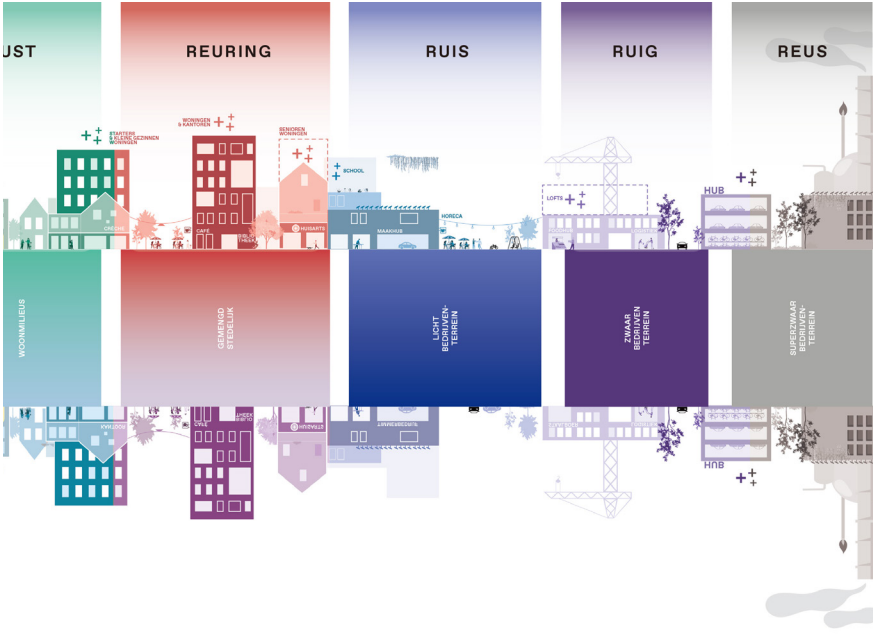 UST
REURING
RUIS
RUIG
REUS
STARTERS
& KLEINE GEZINNEN
WONINGEN
WONINGEN
& KANTOREN
SENIOREN
WONINGEN
SCHOOL
LOFTS
HUB
CRECHE
CAFÉ
BIBLIO
THEEK
HUISARTS
MAAKHUB
HORECA
WOONMILIEUS
GEMENGD
STEDELIJK
LICHT
BEDRIJVEN-
TERREIN
ZWAAR
BEDRIJVEN
TERREIN
SUPERZWAAR
BEDRIJVEN-
TERREIN
HUB